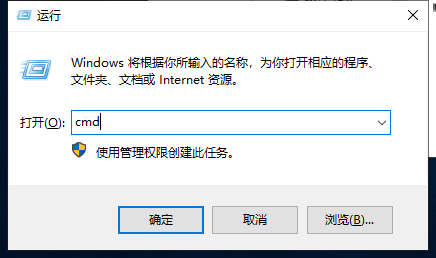 运行
Windows 将根据你所输入的名称，为你打开相应的程序、
文件夹、文档或 Internet 资源。
打开(O): cmd
使用管理权限创建此任务。
确定 取消 浏览(B)...